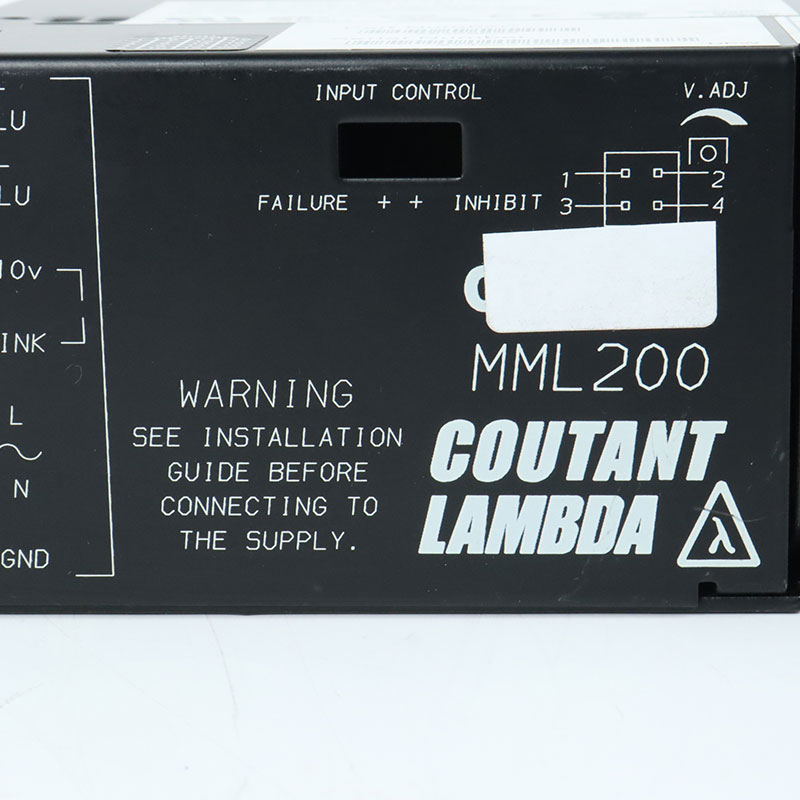 INPUT CONTROL
V.ADJ
LU
LU
10v
INK
L
N
GND
FAILURE + + INHIBIT
1 2
3 4
MML200
WARNING
SEE INSTALLATION
GUIDE BEFORE
CONNECTING TO
THE SUPPLY.
COUTANT
LAMBDA
λ